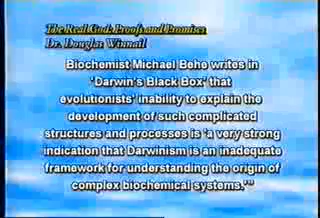 The Real God: Proofs and Promises
Dr. Douglas Winnail
Biochemist Michael Behe writes in
'Darwin's Black Box' that
evolutionists' inability to explain the
development of such complicated
structures and processes is 'a very strong
indication that Darwinism is an inadequate
framework for understanding the origin of
complex biochemical systems.'"